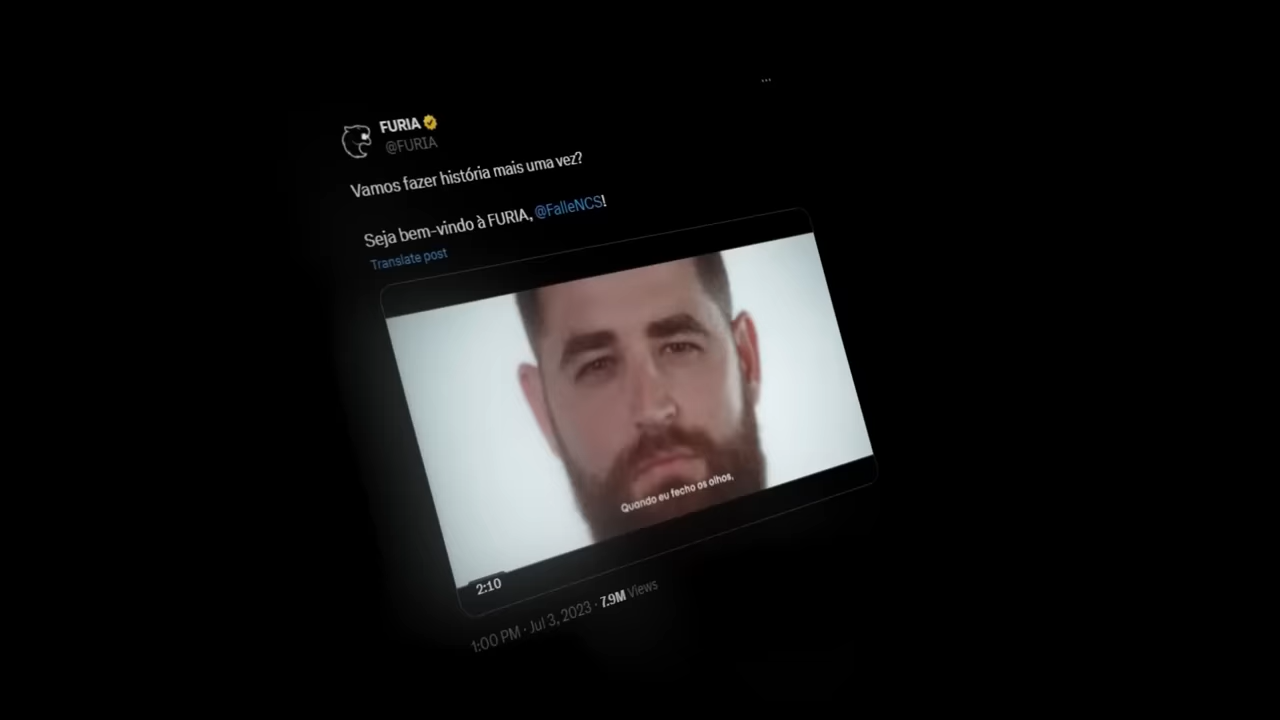 ...
FURIA
@FURIA
Vamos fazer história mais uma vez?
Seja bem-vindo à FURIA, @FalleNCS!
Translate post
Quando eu fecho os olhos,
2:10
1:00 PM · Jul 3, 2023 · 7.9M Views